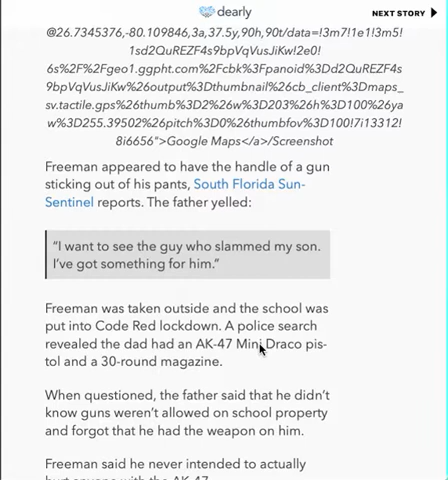 dearly
NEXT STORY
@26.7345376,-80.109846,3a,37.5y,90h,90t/data=!3m7!1e1!3m5!
1sd2QuREZF4s9bpVqVusJiKw!2e0!
6s%2F%2Fgeo1.ggpht.com%2Fcbk%3Fpanoid%3Dd2QuREZF4s
9bpVqVusJiKw%26output%3Dthumbnail%26cb_client%3Dmaps_
sv.tactile.gps%26thumb%3D2%26w%3D203%26h%3D100%26ya
w%3D255.39502%26pitch%3D0%26thumbfov%3D100!7i13312!
8i6656">Google Maps</a>/Screenshot
Freeman appeared to have the handle of a gun
sticking out of his pants, South Florida Sun-
Sentinel reports. The father yelled:
"I want to see the guy who slammed my son.
I've got something for him."
Freeman was taken outside and the school was
put into Code Red lockdown. A police search
revealed the dad had an AK-47 Mini Draco pis-
tol and a 30-round magazine.
When questioned, the father said that he didn't
know guns weren't allowed on school property
and forgot that he had the weapon on him.
Freeman said he never intended to actually
hurt anyone with the AK-47